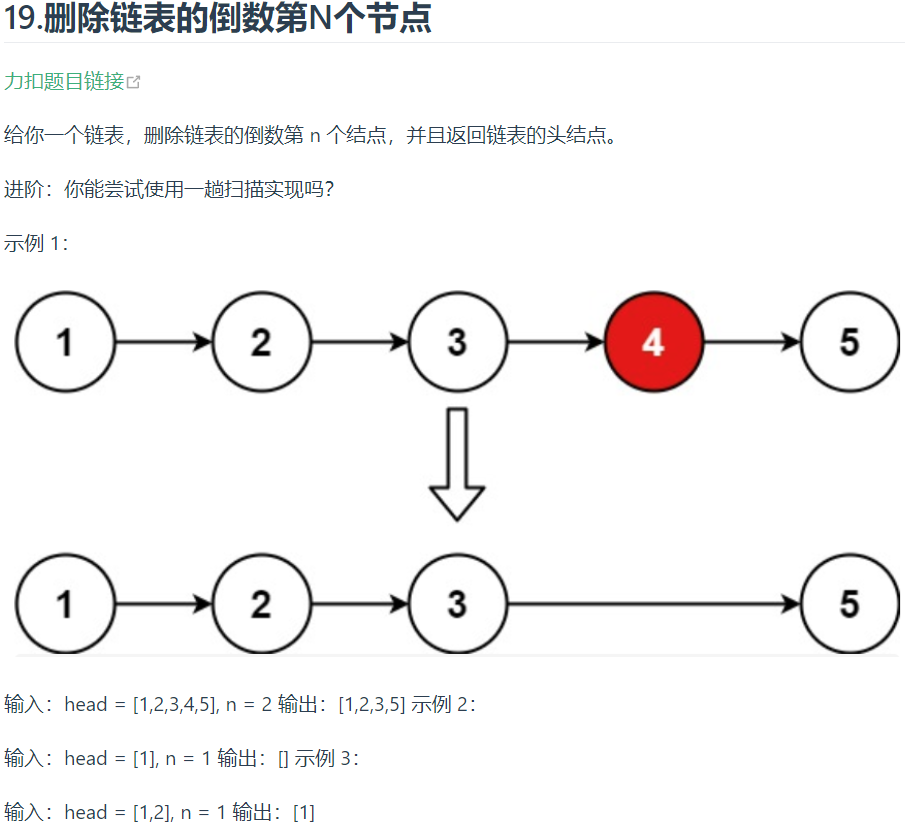 19.删除链表的倒数第N个节点
力扣题目链接
给你一个链表，删除链表的倒数第 n 个结点，并且返回链表的头结点。
进阶：你能尝试使用一趟扫描实现吗？
示例 1：
1 2 3 4 5
1 2 3 5
输入：head = [1,2,3,4,5], n = 2 输出：[1,2,3,5] 示例 2：
输入：head = [1], n = 1 输出：[] 示例 3：
输入：head = [1,2], n = 1 输出：[1]